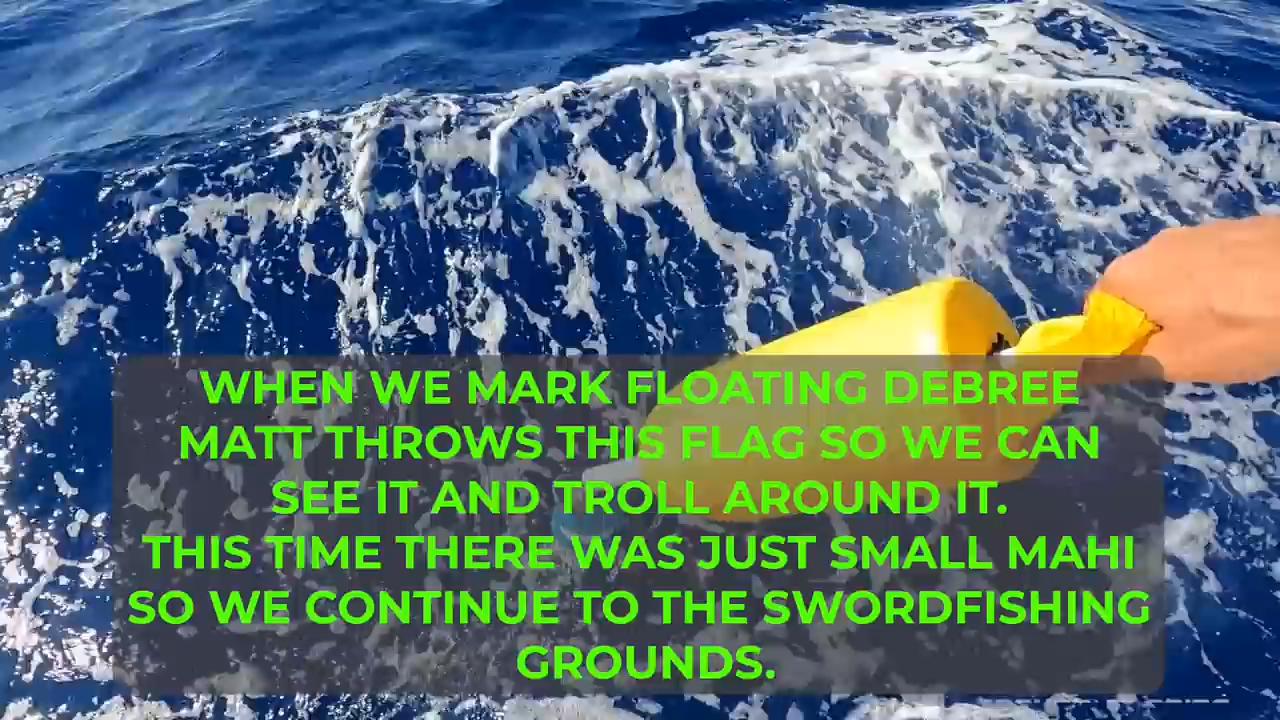 WHEN WE MARK FLOATING DEBREE
MATT THROWS THIS FLAG SO WE CAN
SEE IT AND TROLL AROUND IT.
THIS TIME THERE WAS JUST SMALL MAHI
SO WE CONTINUE TO THE SWORDFISHING
GROUNDS.